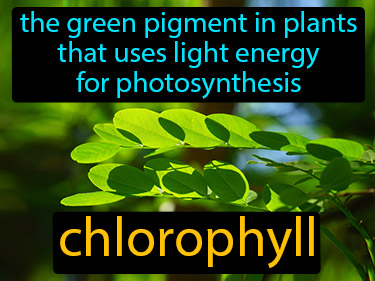 the green pigment in plants
that uses light energy
for photosynthesis
chlorophyll